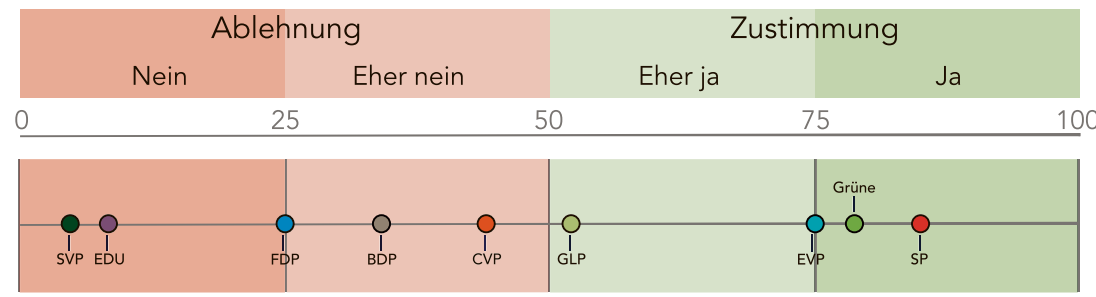 Ablehnung Zustimmung
Nein Eher nein Eher ja Ja
0 25 50 75 100
Grüne
SVP EDU FDP BDP CVP GLP EVP SP